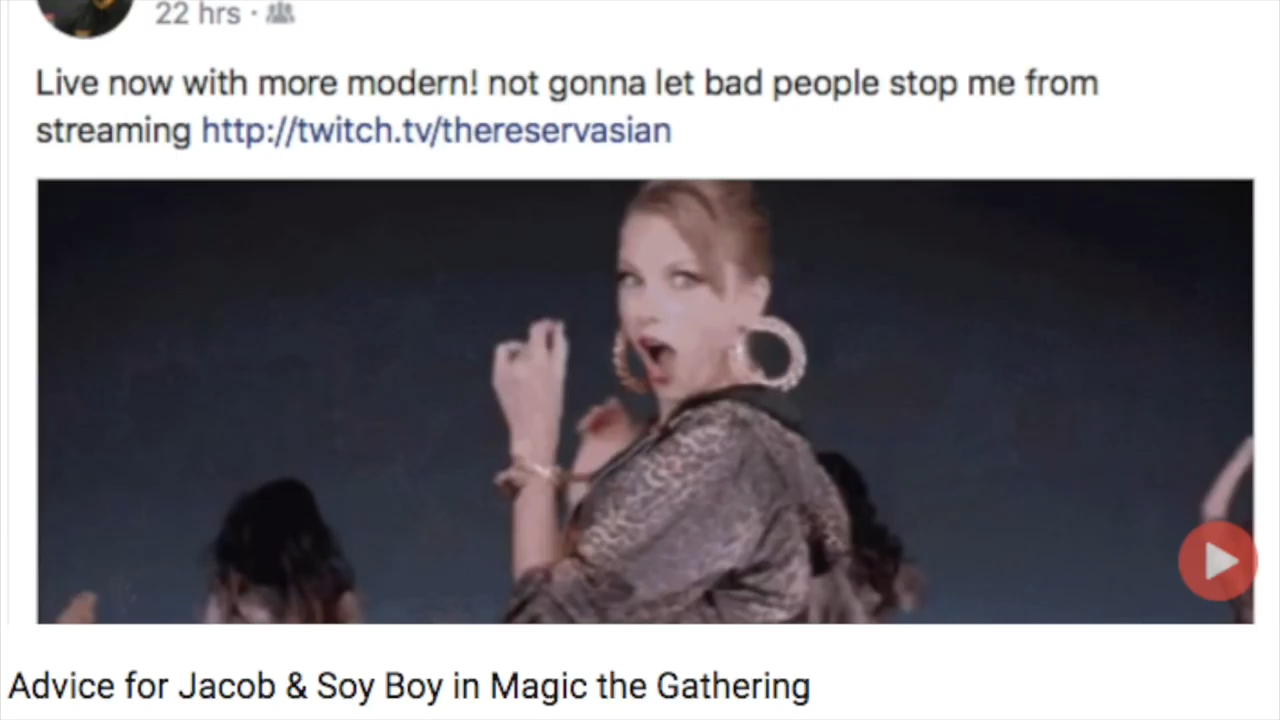 22 hrs ·
Live now with more modern! not gonna let bad people stop me from
streaming http://twitch.tv/thereservasian
Advice for Jacob & Soy Boy in Magic the Gathering